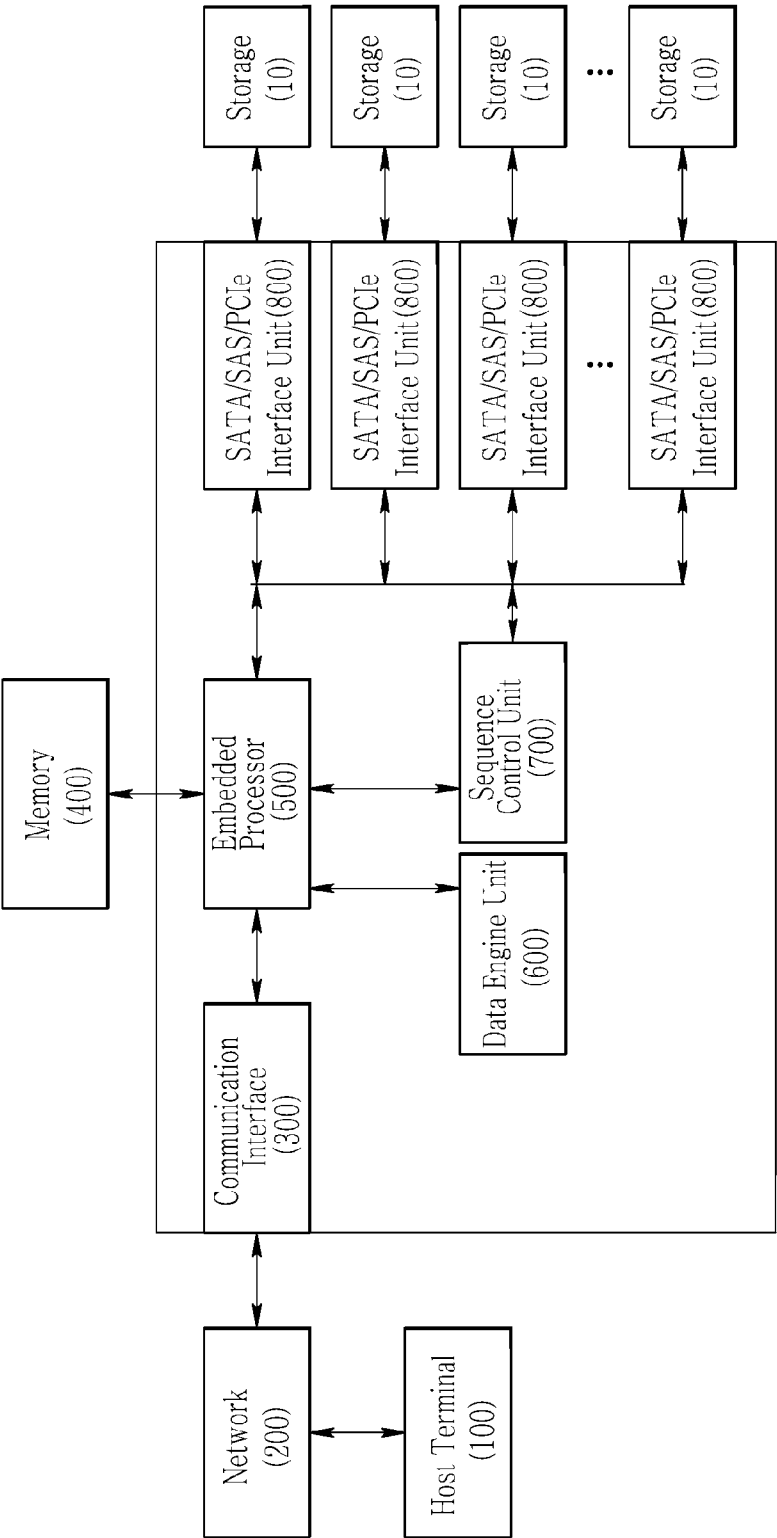 Storage
(10)
Storage
(10)
Storage
(10)
...
Storage
(10)
SATA/SAS/PCIe
Interface Unit(800)
SATA/SAS/PCIe
Interface Unit(800)
SATA/SAS/PCIe
Interface Unit(800)
...
SATA/SAS/PCIe
Interface Unit(800)
Memory
(400)
Embedded
Processor
(500)
Sequence
Control Unit
(700)
Data Engine Unit
(600)
Communication
Interface
(300)
Network
(200)
Host Terminal
(100)